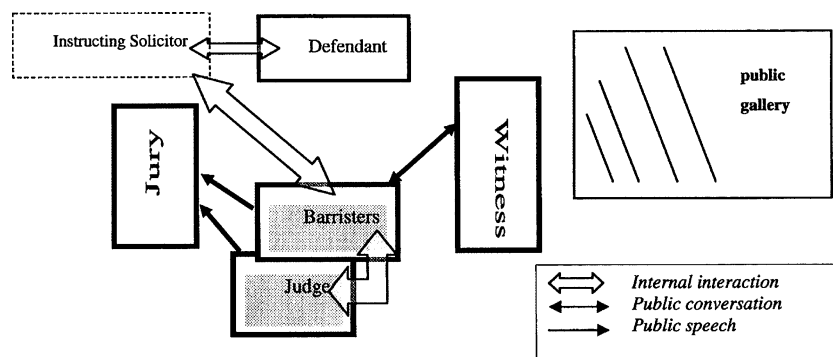 Instructing Solicitor
Defendant
public
gallery
Jury
Witness
Barristers
Judge
Internal interaction
Public conversation
Public speech